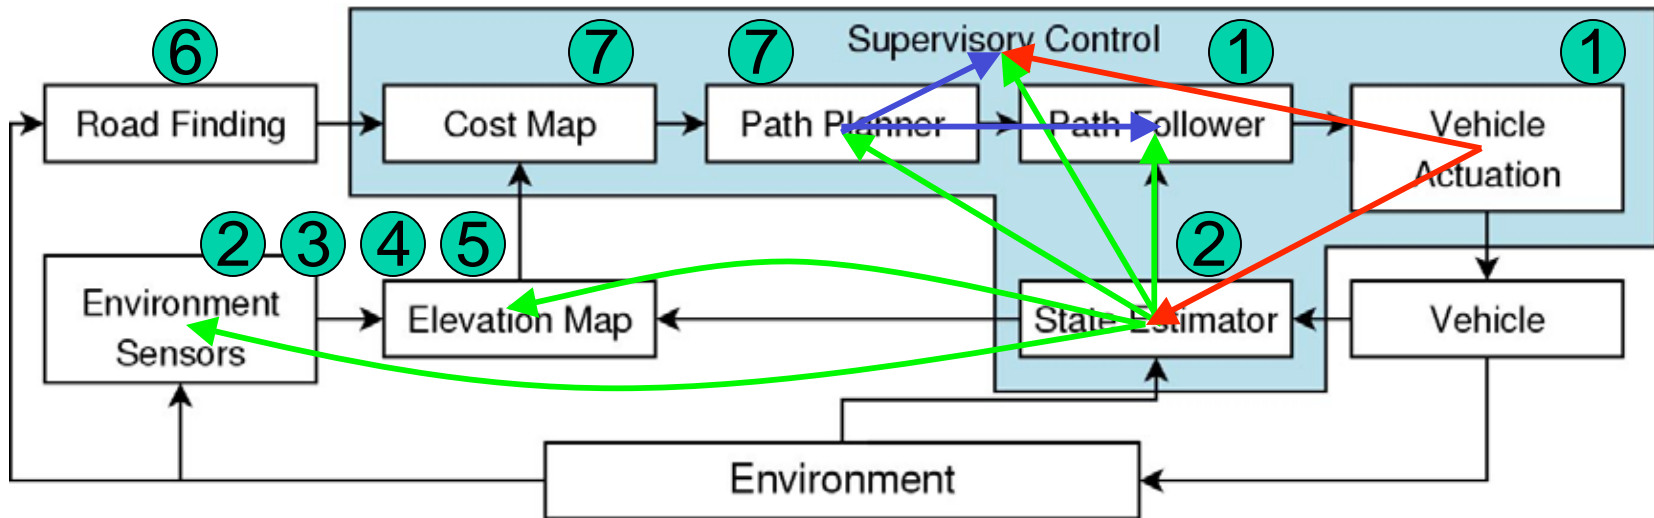 Supervisory Control
6
7
7
1
1
Road Finding
Cost Map
Path Planner
Path Follower
Vehicle
Actuation
2
3
4
5
2
Environment
Sensors
Elevation Map
State Estimator
Vehicle
Environment